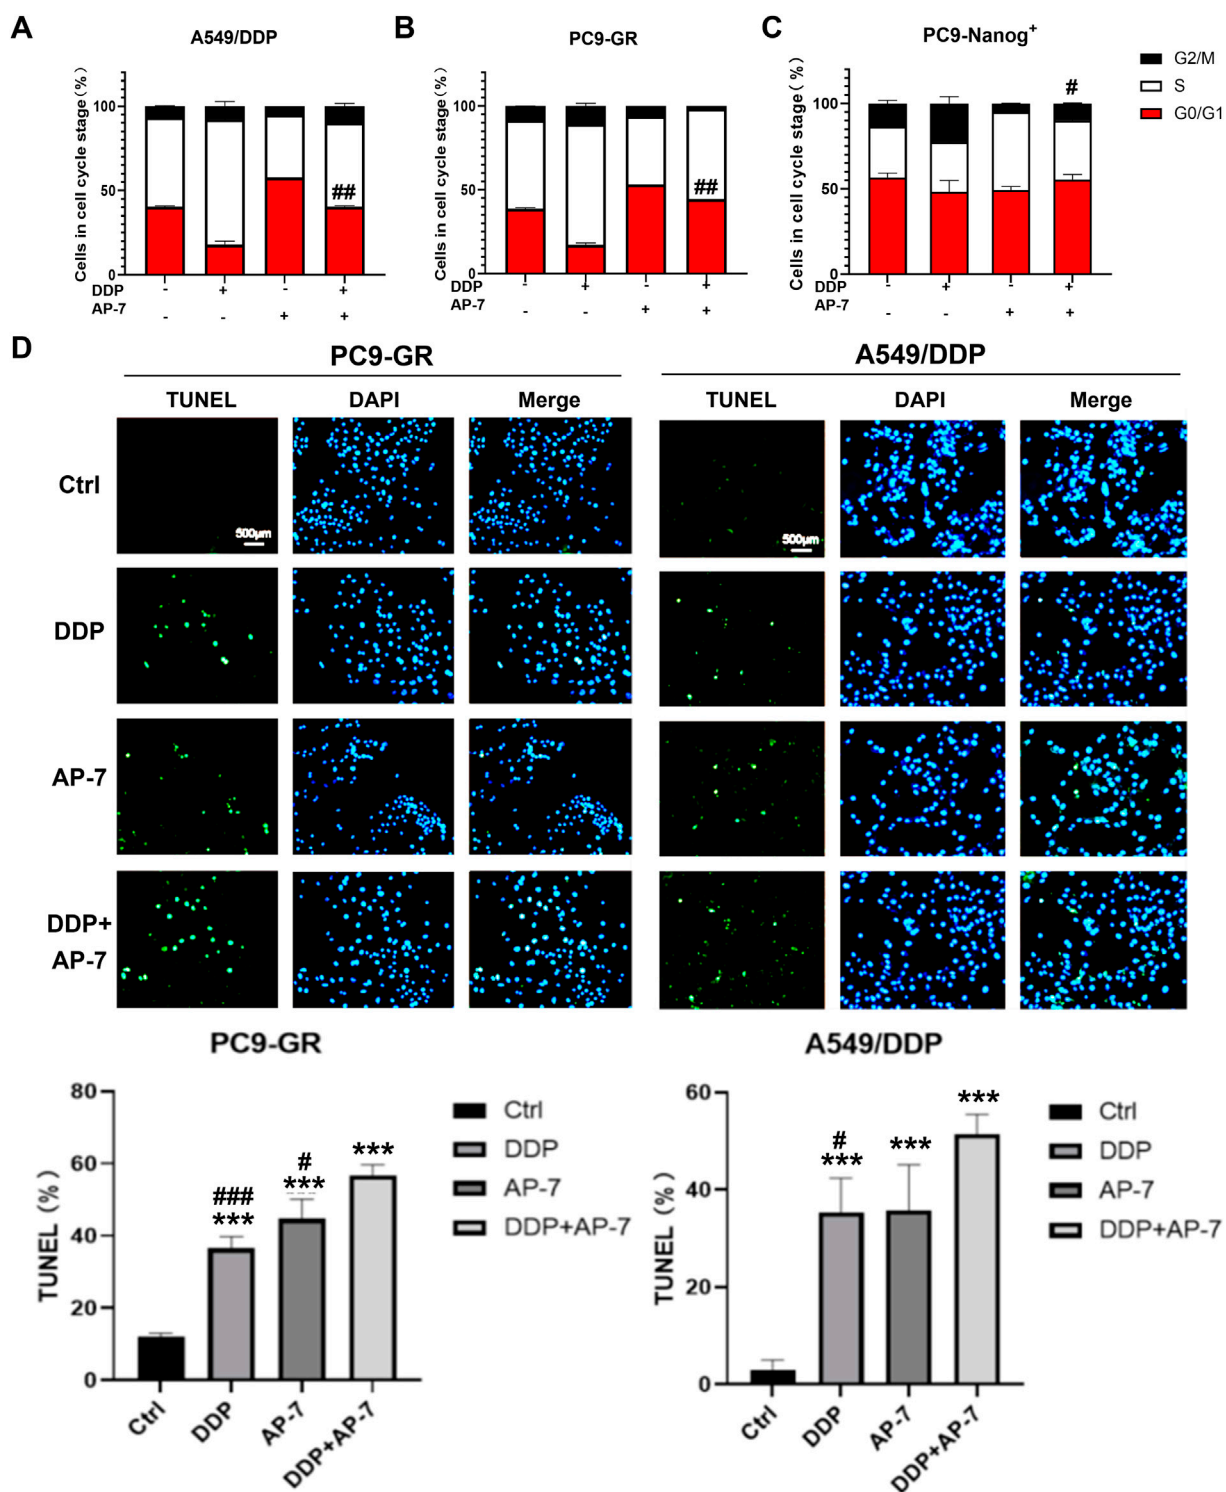 A
A549/DDP
Cells in cell cycle stage (%)
100
50
0
##
DDP - + - +
AP-7 - - + +
B
PC9-GR
Cells in cell cycle stage (%)
100
50
0
##
DDP - + - +
AP-7 - - + +
C
PC9-Nanog+
Cells in cell cycle stage (%)
100
50
0
#
DDP - + - +
AP-7 - - + +
G2/M
S
G0/G1
D
PC9-GR
A549/DDP
TUNEL DAPI Merge
TUNEL DAPI Merge
Ctrl
500μm
500μm
DDP
AP-7
DDP+
AP-7
PC9-GR
TUNEL (%)
80
60
40
20
0
###
***
#
***
***
Ctrl
DDP
AP-7
DDP+AP-7
Ctrl
DDP
AP-7
DDP+AP-7
A549/DDP
TUNEL (%)
60
40
20
0
#
***
***
***
Ctrl
DDP
AP-7
DDP+AP-7
Ctrl
DDP
AP-7
DDP+AP-7